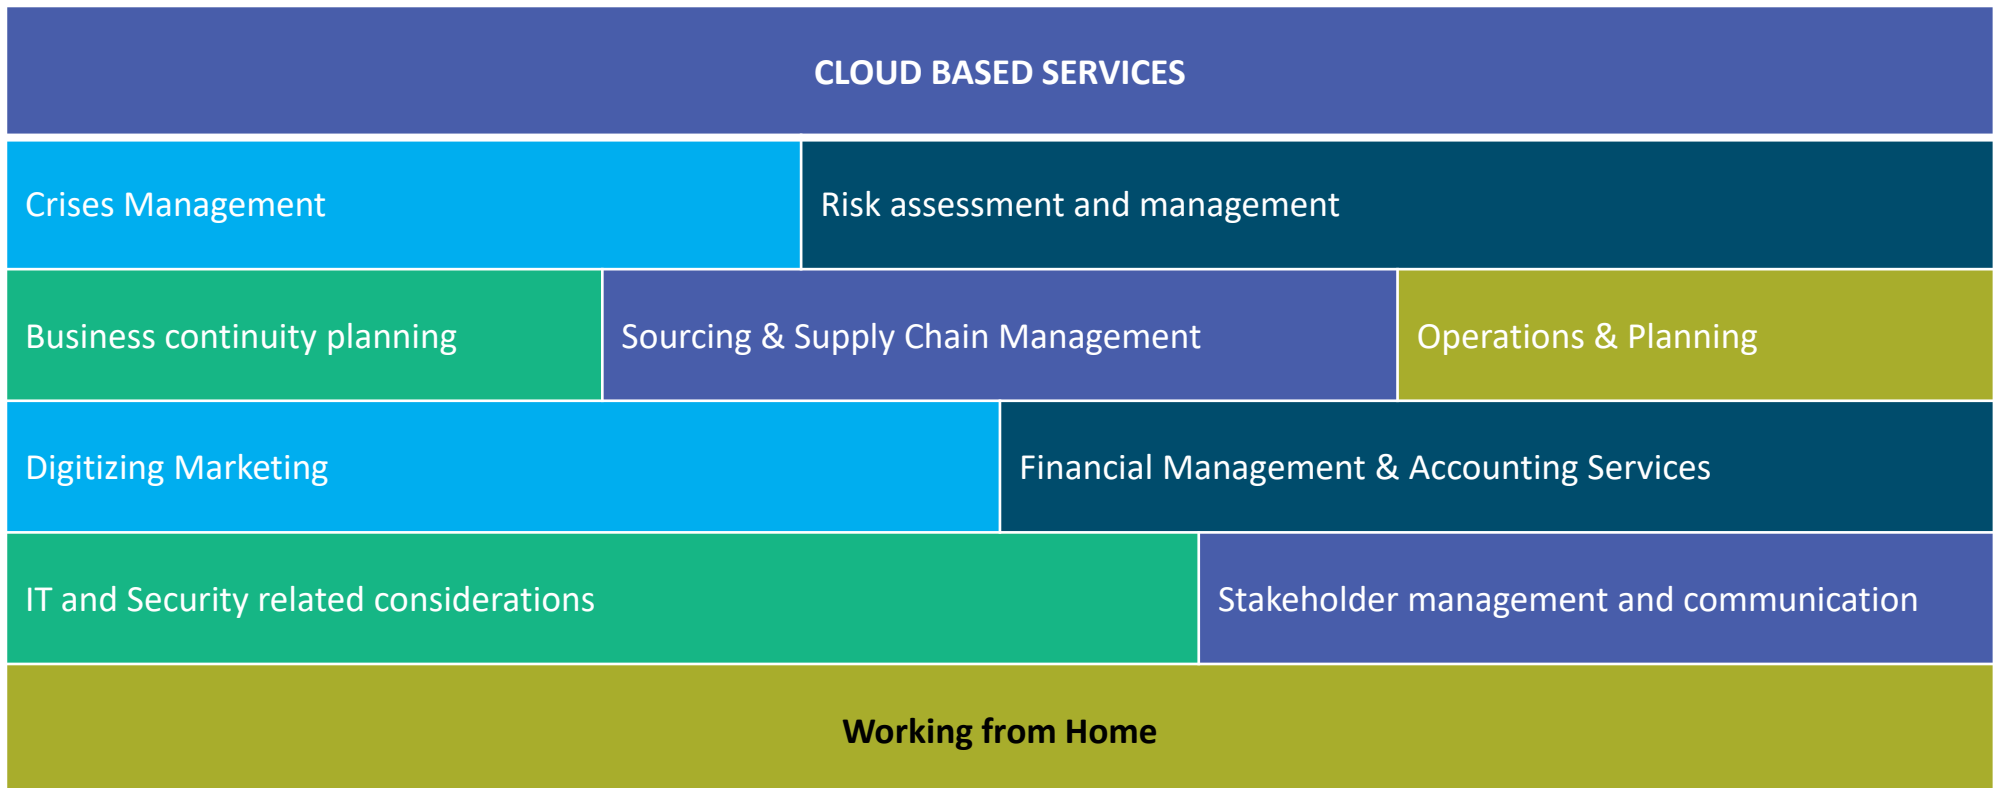 CLOUD BASED SERVICES
Crises Management
Risk assessment and management
Business continuity planning
Sourcing & Supply Chain Management
Operations & Planning
Digitizing Marketing
Financial Management & Accounting Services
IT and Security related considerations
Stakeholder management and communication
Working from Home